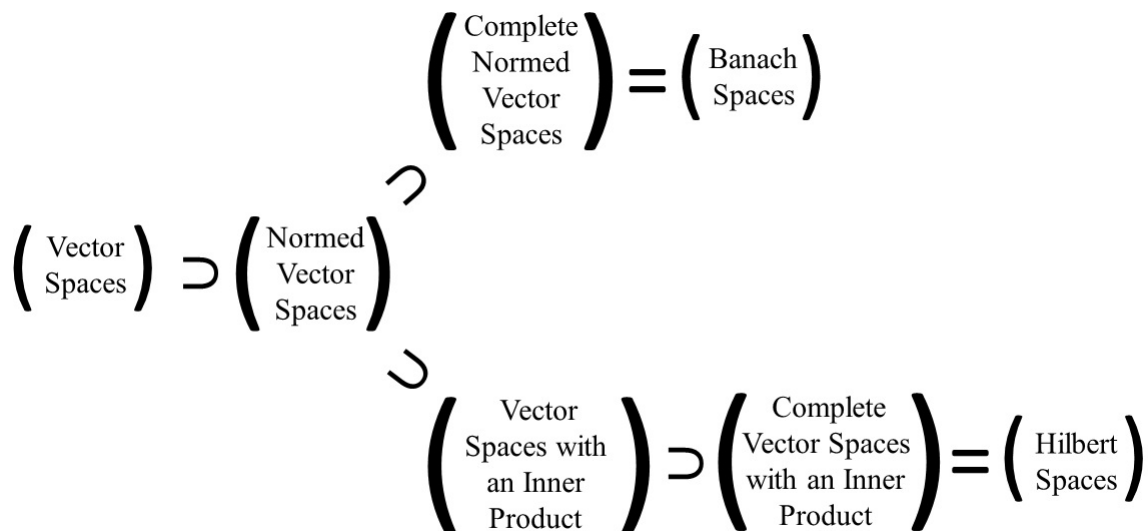 Complete
Normed
Vector
Spaces
=
Banach
Spaces
⊃
Vector
Spaces
⊃
Normed
Vector
Spaces
⊃
Vector
Spaces with
an Inner
Product
⊃
Complete
Vector Spaces
with an Inner
Product
=
Hilbert
Spaces